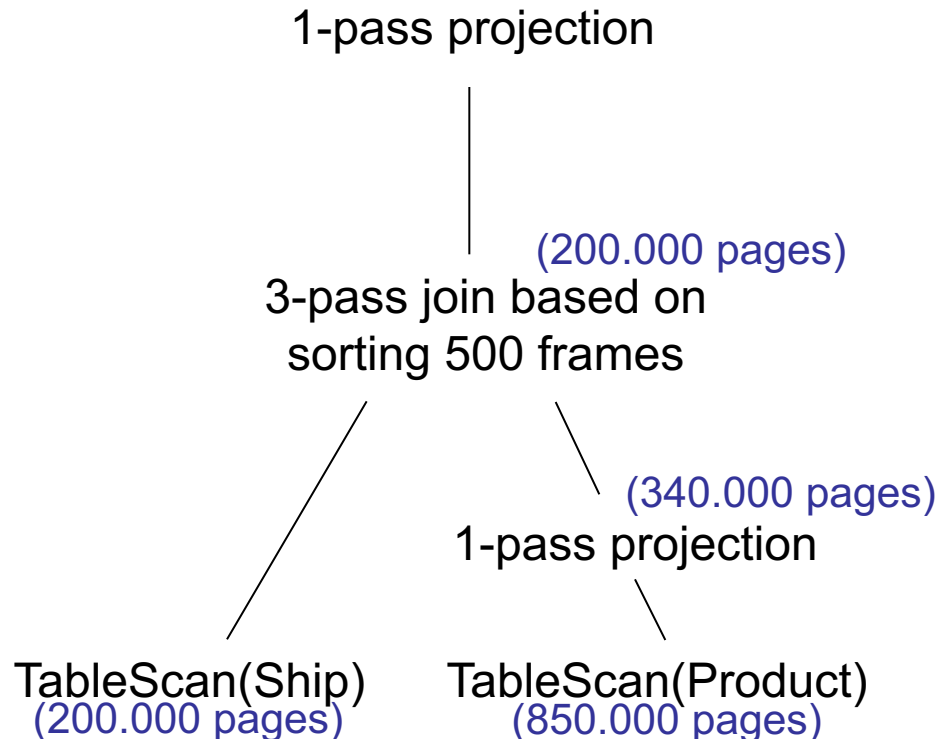 1-pass projection
(200.000 pages)
3-pass join based on
sorting 500 frames
(340.000 pages)
1-pass projection
TableScan(Ship)
(200.000 pages)
TableScan(Product)
(850.000 pages)